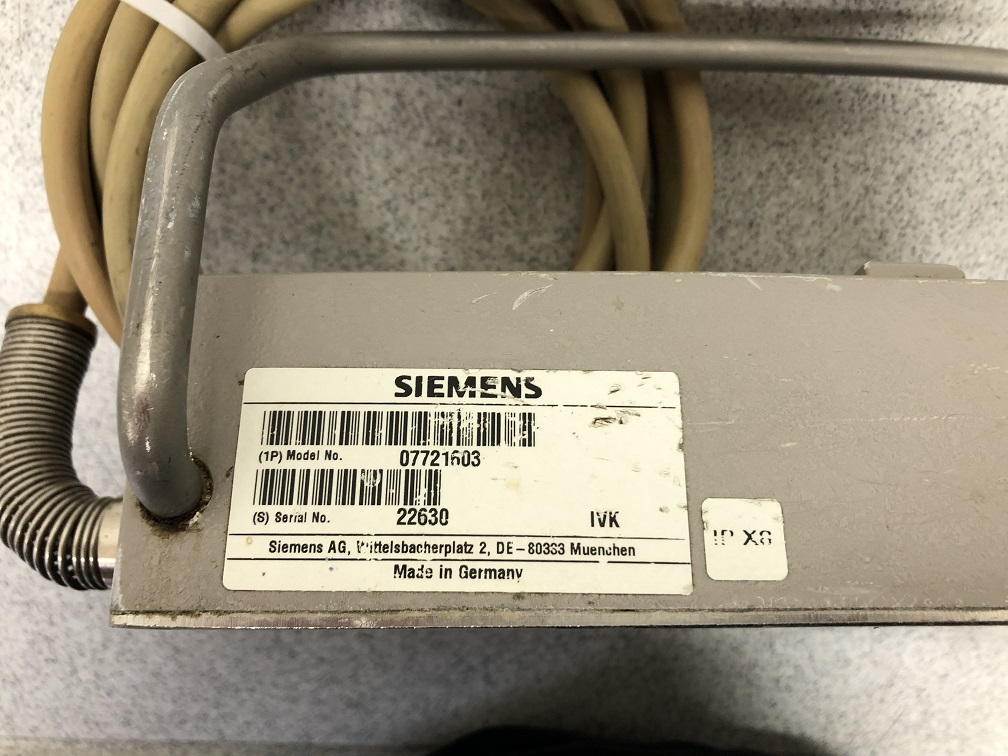 SIEMENS
(1P) Model No. 07721603
(S) Serial No. 22630 IVK
Siemens AG, Wittelsbacherplatz 2, DE-80333 Muenchen
Made in Germany
IP X8